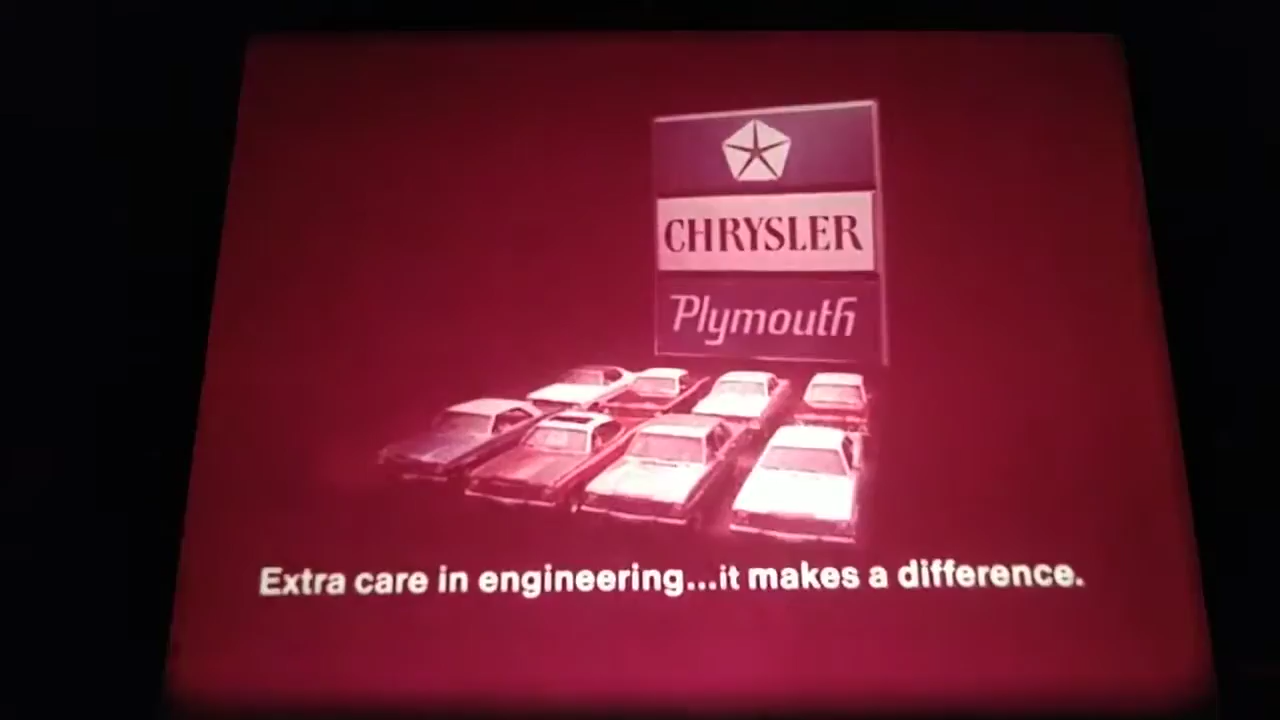 CHRYSLER
Plymouth
Extra care in engineering...it makes a difference.